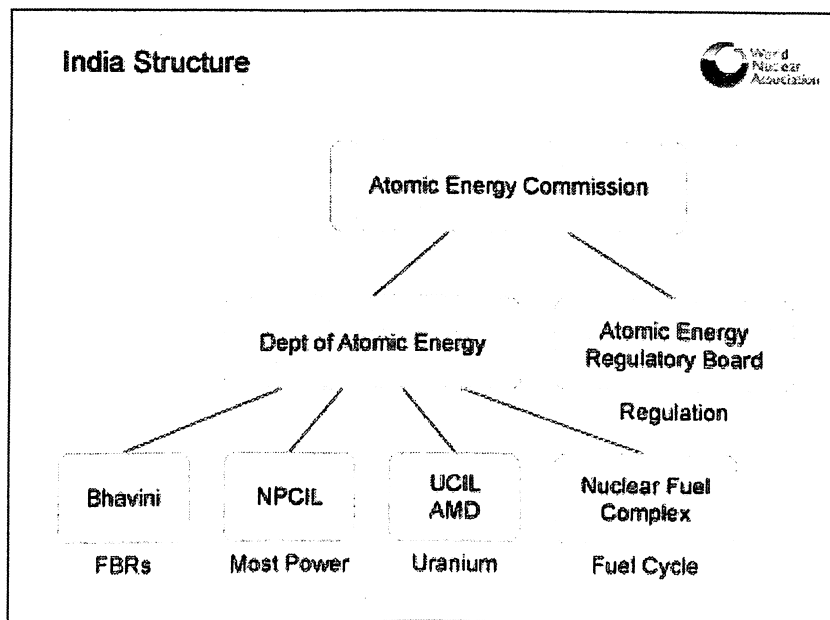 India Structure
World
Nuclear
Association
Atomic Energy Commission
Dept of Atomic Energy
Atomic Energy
Regulatory Board
Regulation
Bhavini
NPCIL
UCIL
AMD
Nuclear Fuel
Complex
FBRs
Most Power
Uranium
Fuel Cycle